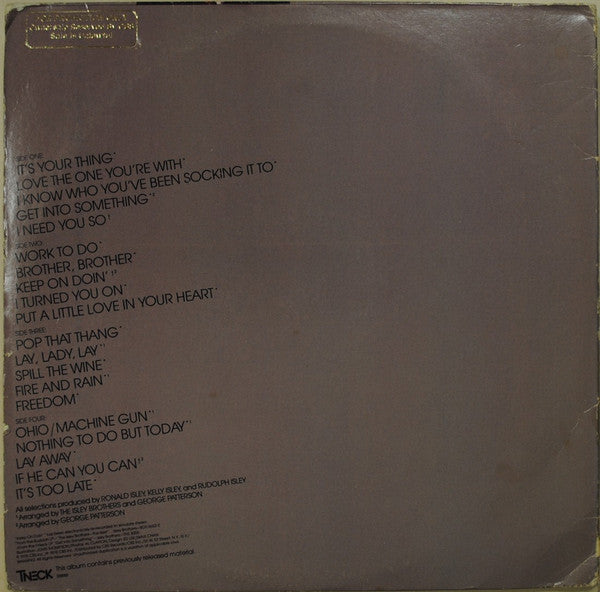 SIDE ONE:
IT'S YOUR THING*
LOVE THE ONE YOU'RE WITH*
I KNOW WHO YOU'VE BEEN SOCKING IT TO*
GET INTO SOMETHING*²
I NEED YOU SO¹
SIDE TWO:
WORK TO DO*
BROTHER, BROTHER*
KEEP ON DOIN'
I TURNED YOU ON*
PUT A LITTLE LOVE IN YOUR HEART*
SIDE THREE:
POP THAT THANG*
LAY, LADY, LAY
SPILL THE WINE*
FIRE AND RAIN
FREEDOM*
SIDE FOUR:
OHIO/MACHINE GUN
NOTHING TO DO BUT TODAY
LAY AWAY*
IF HE CAN YOU CAN
IT'S TOO LATE*
All selections produced by RONALD ISLEY, KELLY ISLEY, and RUDOLPH ISLEY.
¹ Arranged by THE ISLEY BROTHERS and GEORGE PATTERSON
² Arranged by GEORGE PATTERSON
T-NECK This album contains previously released material.